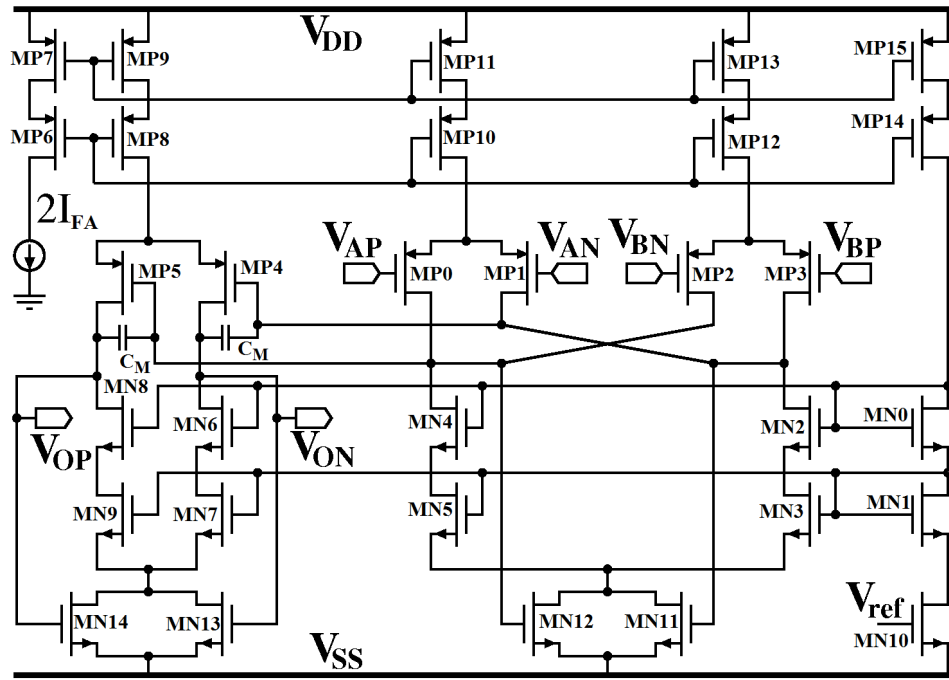 VDD
MP7
MP9
MP11
MP13
MP15
MP6
MP8
MP10
MP12
MP14
2IFA
VAP
VAN
VBN
VBP
MP5
MP4
MP0
MP1
MP2
MP3
CM
CM
MN8
MN6
MN4
MN2
MN0
VOP
VON
MN9
MN7
MN5
MN3
MN1
MN14
MN13
MN12
MN11
Vref
MN10
VSS